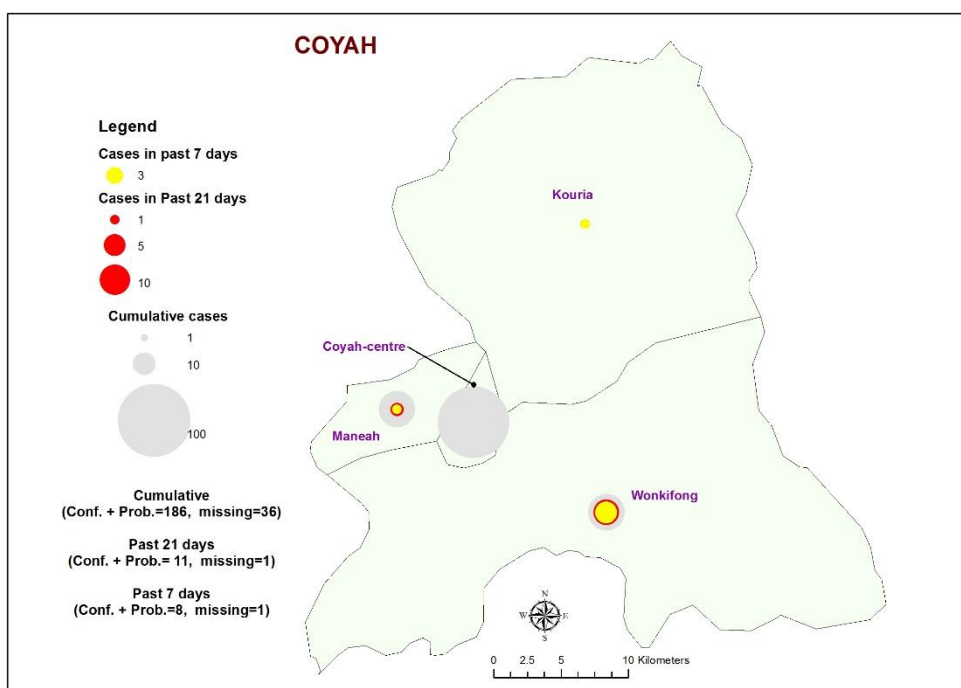 COYAH
Legend
Cases in past 7 days
3
Cases in Past 21 days
1
5
10
Cumulative cases
1
10
100
Cumulative
(Conf. + Prob.=186, missing=36)
Past 21 days
(Conf. + Prob.= 11, missing=1)
Past 7 days
(Conf. + Prob.=8, missing=1)
Kouria
Coyah-centre
Maneah
Wonkifong
N
W E
S
0 2.5 5 10 Kilometers